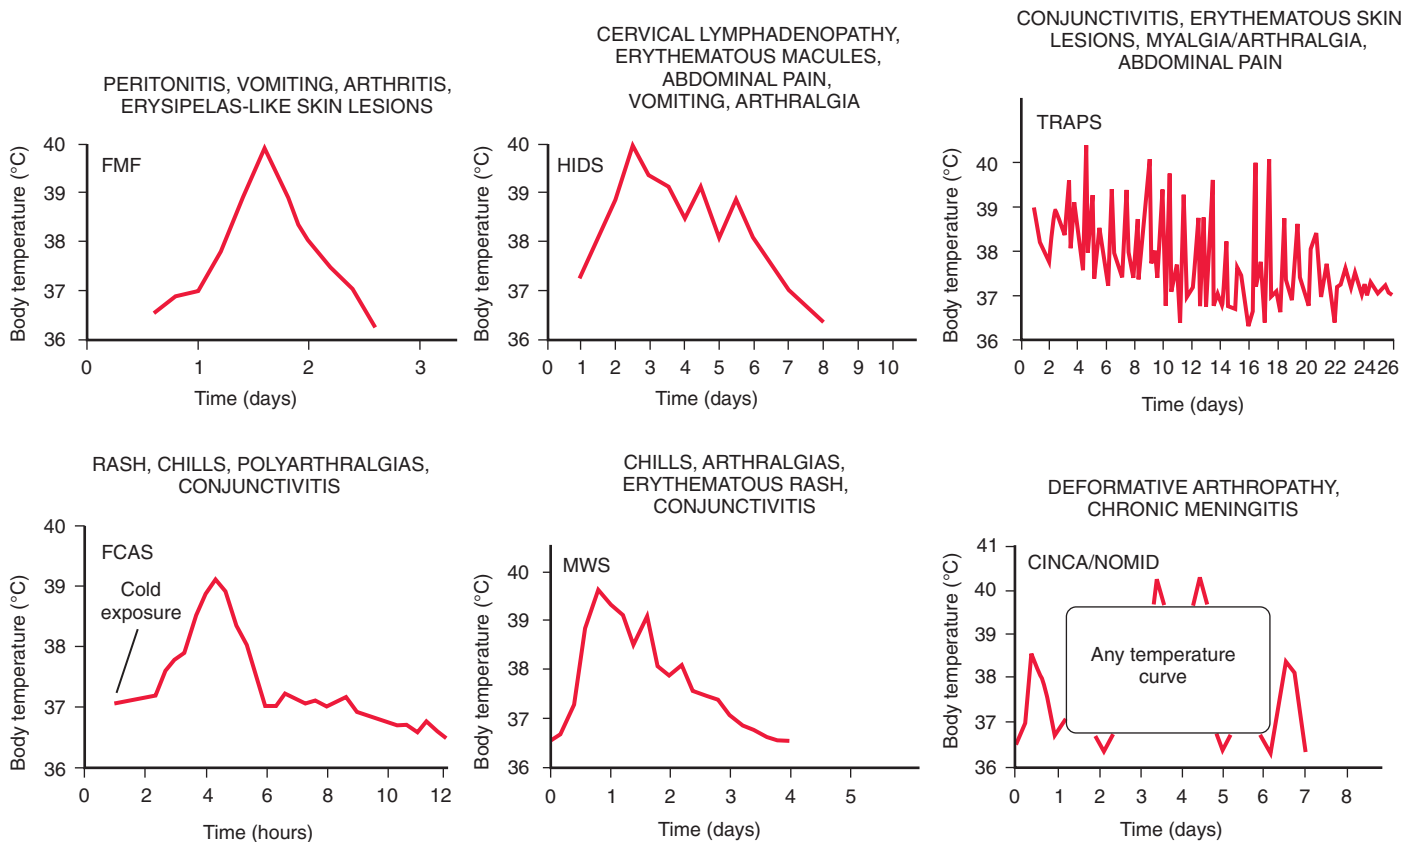 PERITONITIS, VOMITING, ARTHRITIS,
ERYSIPELAS-LIKE SKIN LESIONS
Body temperature (°C)
40
39
38
37
36
FMF
0 1 2 3
Time (days)
CERVICAL LYMPHADENOPATHY,
ERYTHEMATOUS MACULES,
ABDOMINAL PAIN,
VOMITING, ARTHRALGIA
Body temperature (°C)
40
39
38
37
36
HIDS
0 1 2 3 4 5 6 7 8 9 10
Time (days)
CONJUNCTIVITIS, ERYTHEMATOUS SKIN
LESIONS, MYALGIA/ARTHRALGIA,
ABDOMINAL PAIN
Body temperature (°C)
40
39
38
37
36
TRAPS
0 2 4 6 8 10 12 14 16 18 20 22 24 26
Time (days)
RASH, CHILLS, POLYARTHRALGIAS,
CONJUNCTIVITIS
Body temperature (°C)
40
39
38
37
36
FCAS
Cold
exposure
0 2 4 6 8 10 12
Time (hours)
CHILLS, ARTHRALGIAS,
ERYTHEMATOUS RASH,
CONJUNCTIVITIS
Body temperature (°C)
40
39
38
37
36
MWS
0 1 2 3 4 5
Time (days)
DEFORMATIVE ARTHROPATHY,
CHRONIC MENINGITIS
Body temperature (°C)
41
40
39
38
37
36
CINCA/NOMID
Any temperature
curve
0 1 2 3 4 5 6 7 8
Time (days)